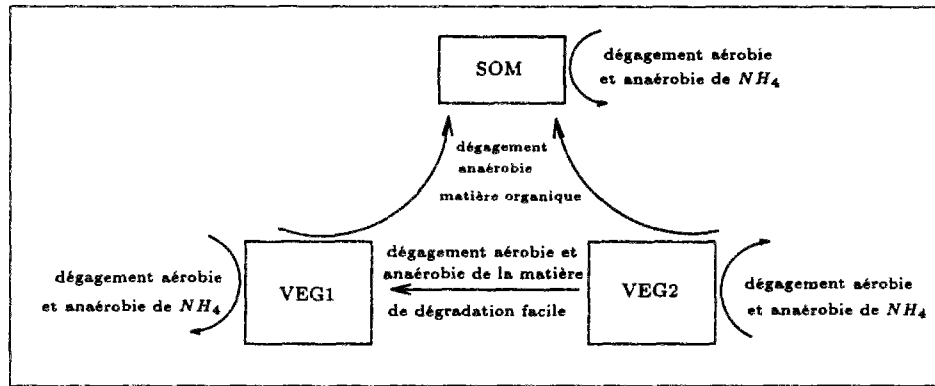 SOM
dégagement aérobie
et anaérobie de NH₄
dégagement
anaérobie
matière organique
dégagement aérobie
et anaérobie de NH₄
VEG1
dégagement aérobie et
anaérobie de la matière
de dégradation facile
VEG2
dégagement aérobie
et anaérobie de NH₄